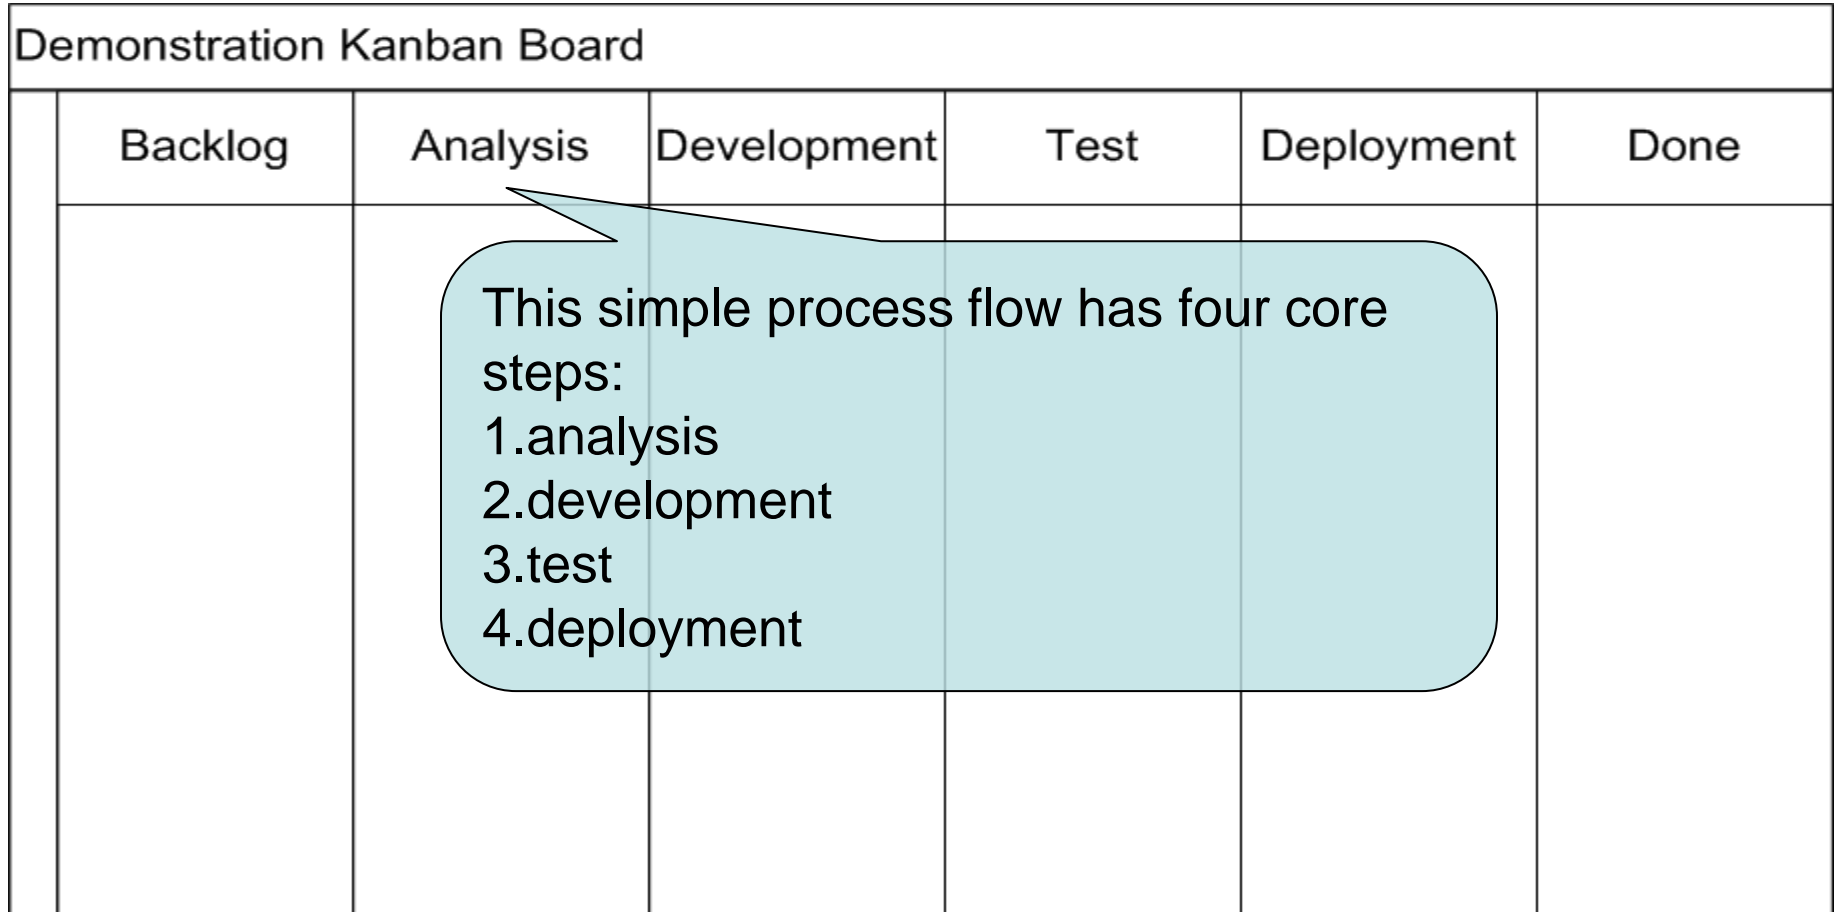 Demonstration Kanban Board
Backlog Analysis Development Test Deployment Done
This simple process flow has four core
steps:
1.analysis
2.development
3.test
4.deployment